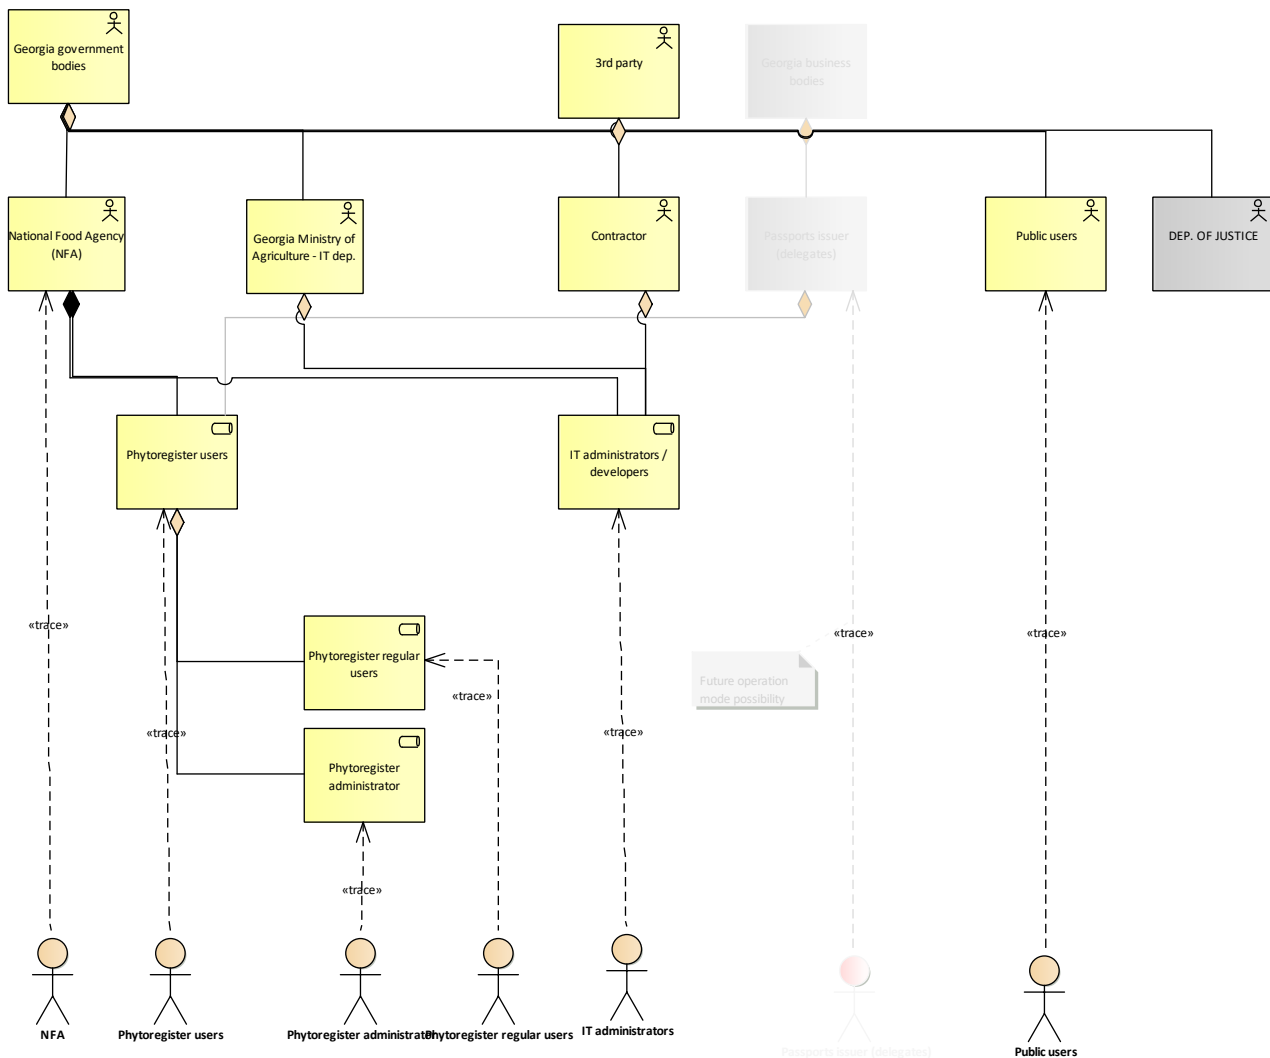 Georgia government
bodies
3rd party
Georgia business
bodies
National Food Agency
(NFA)
Georgia Ministry of
Agriculture - IT dep.
Contractor
Passports issuer
(delegates)
Public users
DEP. OF JUSTICE
Phytoregister users
IT administrators /
developers
«trace»
Phytoregister regular
users
«trace»
«trace»
«trace»
«trace»
«trace»
Future operation
mode possibility
«trace»
Phytoregister
administrator
NFA
Phytoregister users
Phytoregister administrator
Phytoregister regular users
IT administrators
Passports issuer (delegates)
Public users